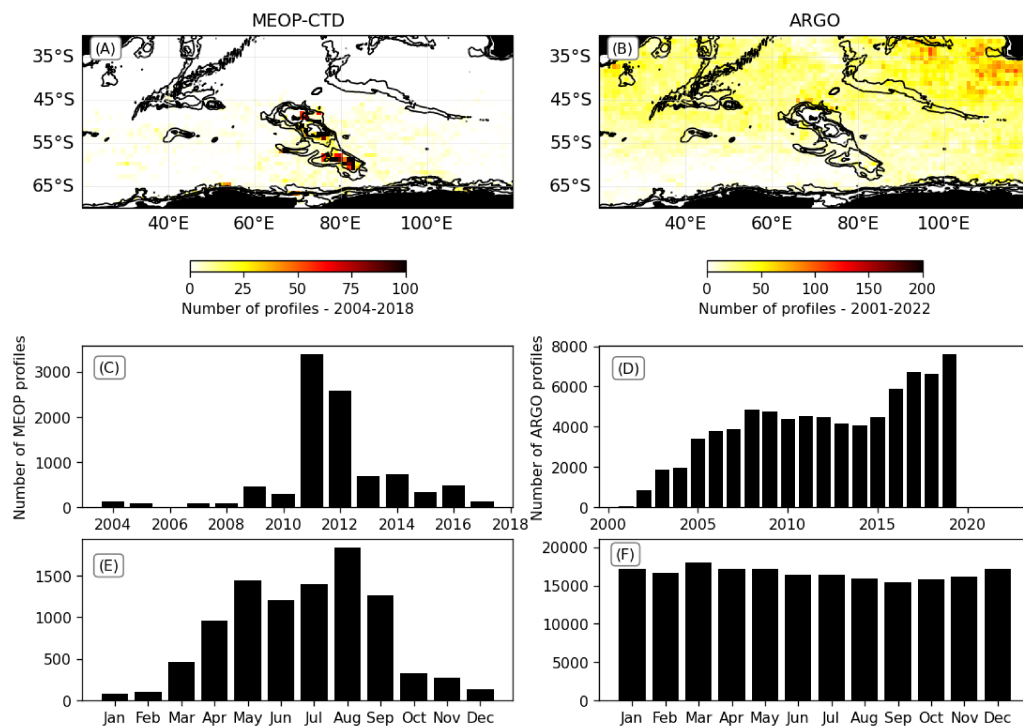 MEOP-CTD
ARGO
(A)
35°S
45°S
55°S
65°S
40°E 60°E 80°E 100°E
(B)
35°S
45°S
55°S
65°S
40°E 60°E 80°E 100°E
0 25 50 75 100
Number of profiles - 2004-2018
0 50 100 150 200
Number of profiles - 2001-2022
(C)
Number of MEOP profiles
3000
2000
1000
0
2004 2006 2008 2010 2012 2014 2016 2018
(D)
Number of ARGO profiles
8000
6000
4000
2000
0
2000 2005 2010 2015 2020
(E)
1500
1000
500
0
Jan Feb Mar Apr May Jun Jul Aug Sep Oct Nov Dec
(F)
20000
15000
10000
5000
0
Jan Feb Mar Apr May Jun Jul Aug Sep Oct Nov Dec